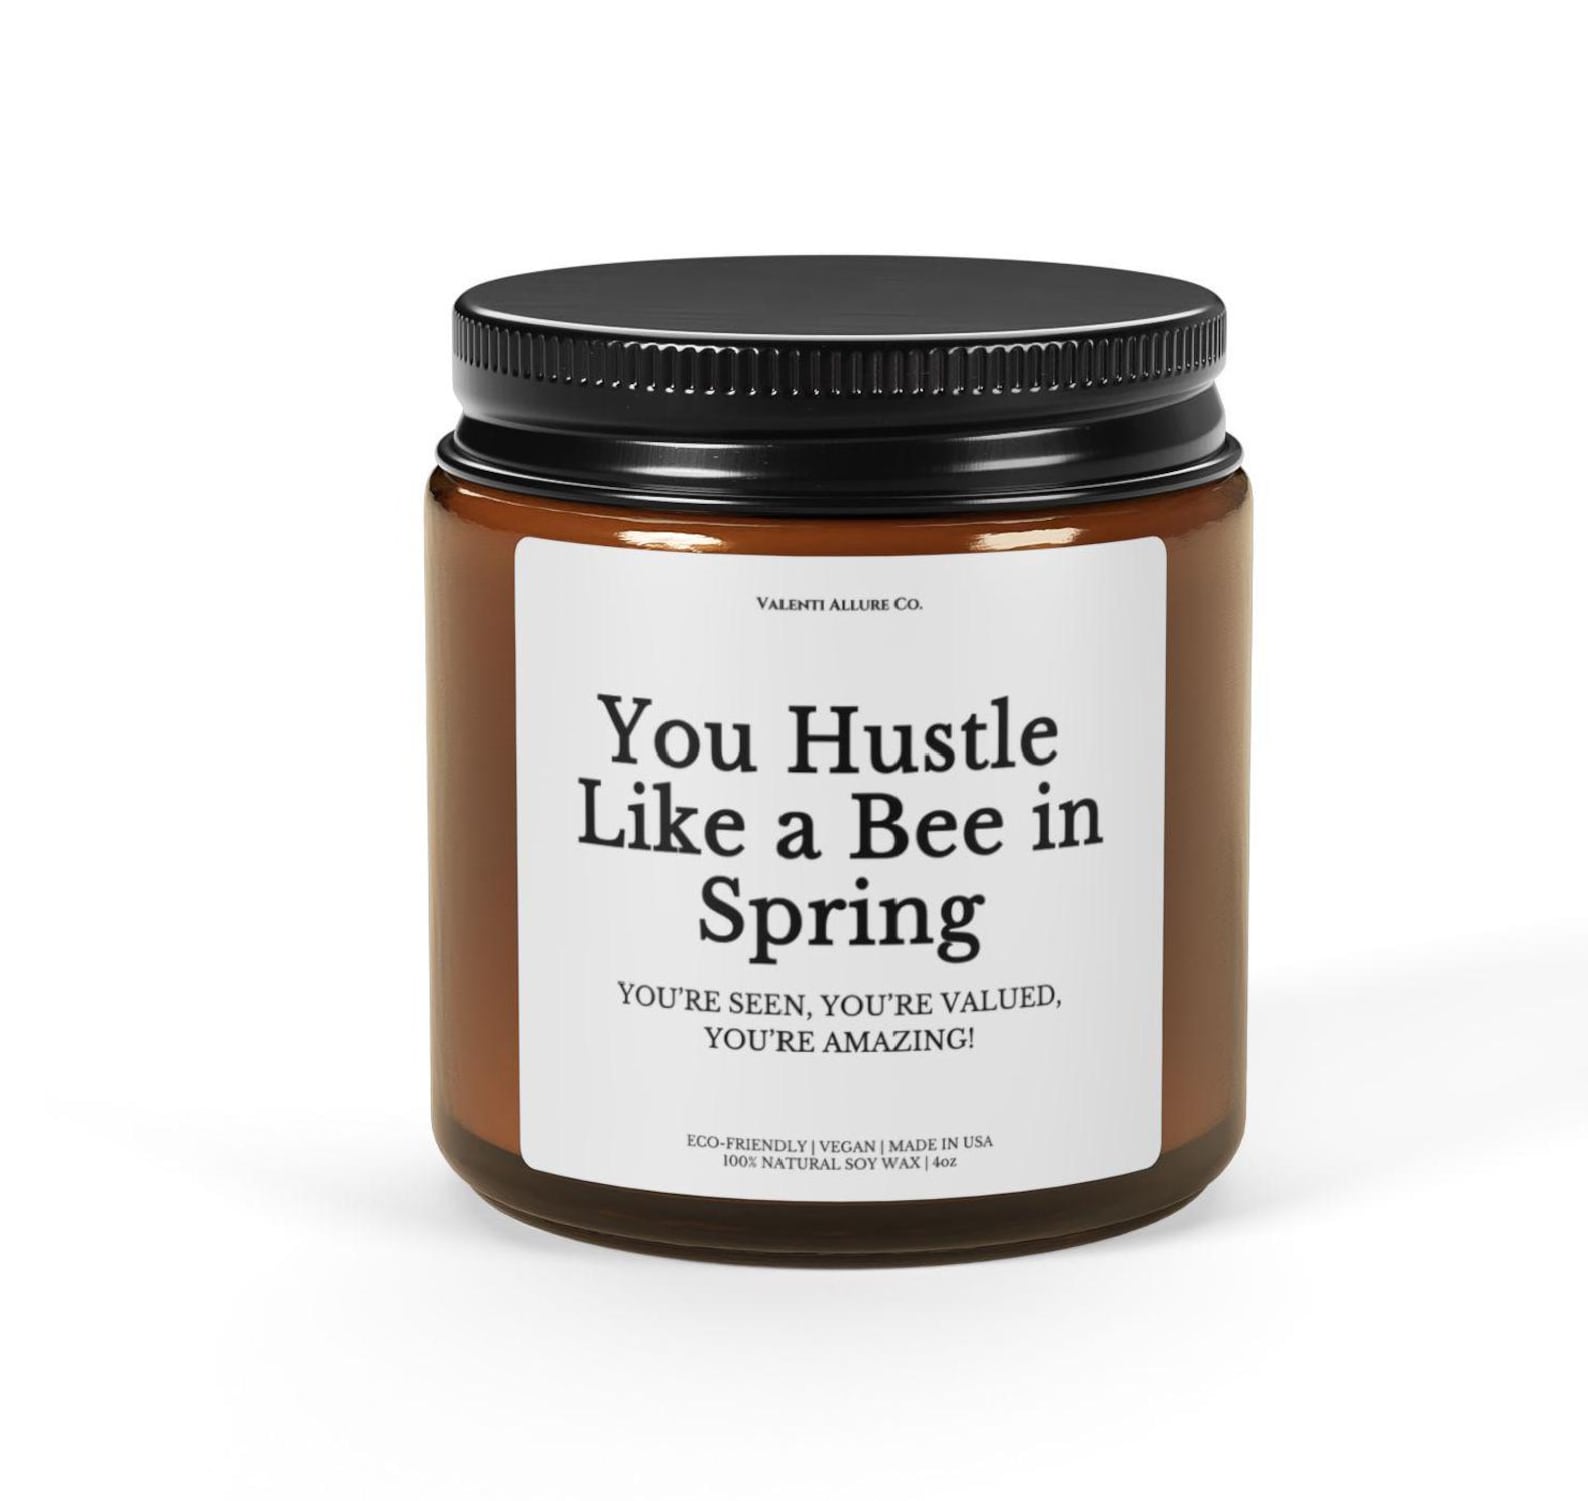 VALENTI ALLURE CO.
You Hustle
Like a Bee in
Spring
YOU'RE SEEN, YOU'RE VALUED,
YOU'RE AMAZING!
ECO-FRIENDLY | VEGAN | MADE IN USA
100% NATURAL SOY WAX | 4oz